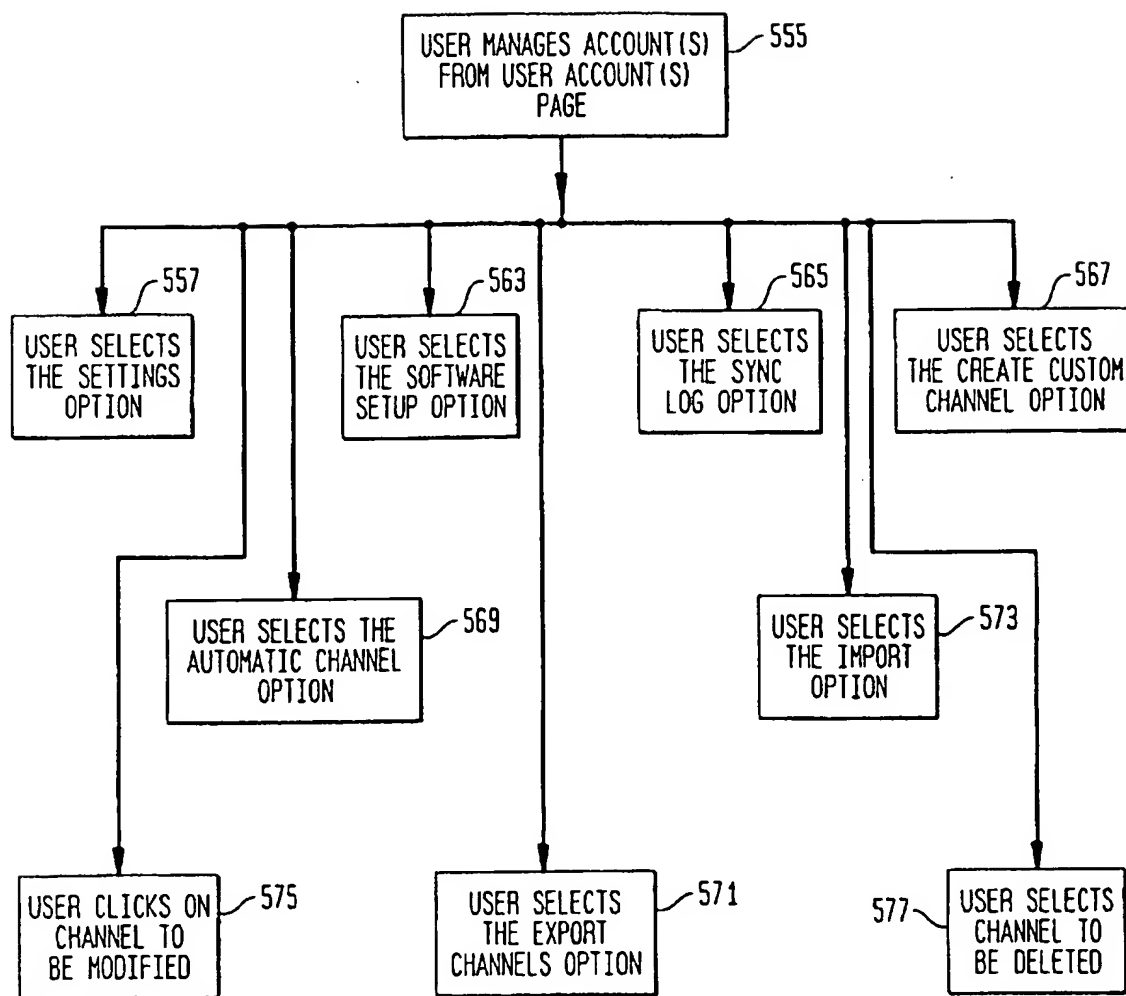 USER MANAGES ACCOUNT(S)
FROM USER ACCOUNT(S)
PAGE
555
557
563
565
567
USER SELECTS
THE SETTINGS
OPTION
USER SELECTS
THE SOFTWARE
SETUP OPTION
USER SELECTS
THE SYNC
LOG OPTION
USER SELECTS
THE CREATE CUSTOM
CHANNEL OPTION
USER SELECTS THE
AUTOMATIC CHANNEL
OPTION
569
USER SELECTS
THE IMPORT
OPTION
573
USER CLICKS ON
CHANNEL TO
BE MODIFIED
575
USER SELECTS
THE EXPORT
CHANNELS OPTION
571
577
USER SELECTS
CHANNEL TO
BE DELETED